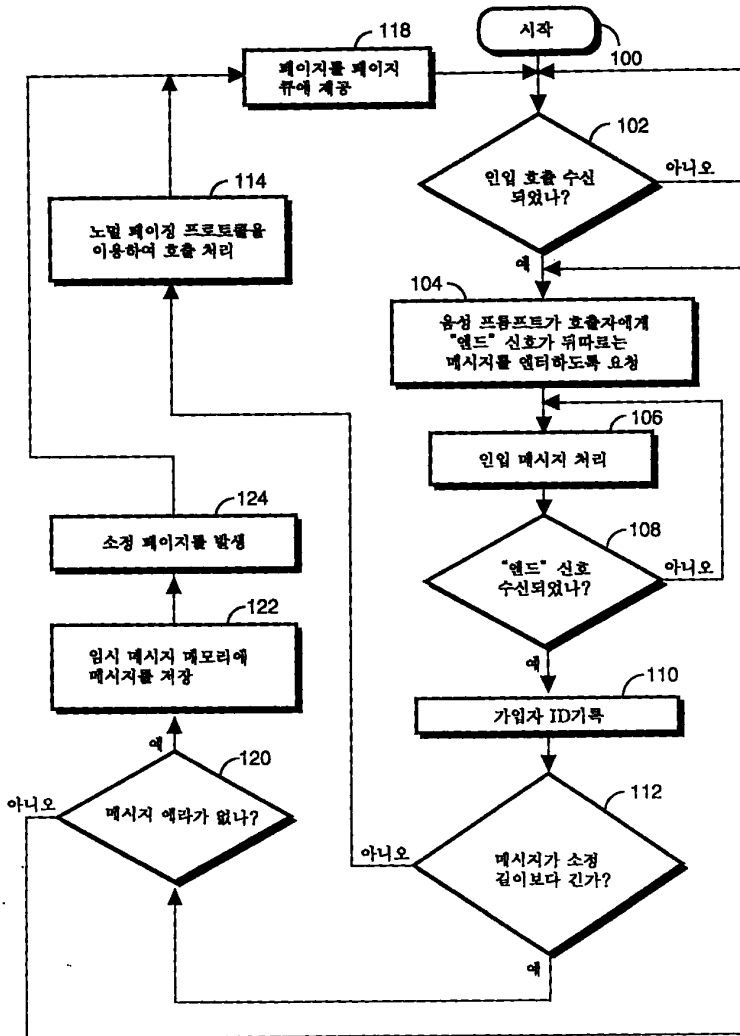 시작
100
118
페이지를 페이지
큐에 제공
102
인입 호출 수신
되었나?
아니오
예
114
노멀 페이징 프로토콜을
이용하여 호출 처리
104
음성 프롬프트가 호출자에게
"엔드" 신호가 뒤따르는
메시지를 엔터하도록 요청
106
인입 메시지 처리
124
소정 페이지를 발생
108
"엔드" 신호
수신되었나?
아니오
예
122
임시 메시지 메모리에
메시지를 저장
110
가입자 ID기록
예
120
메시지 에라가 없나?
아니오
112
메시지가 소정
길이보다 긴가?
아니오
예